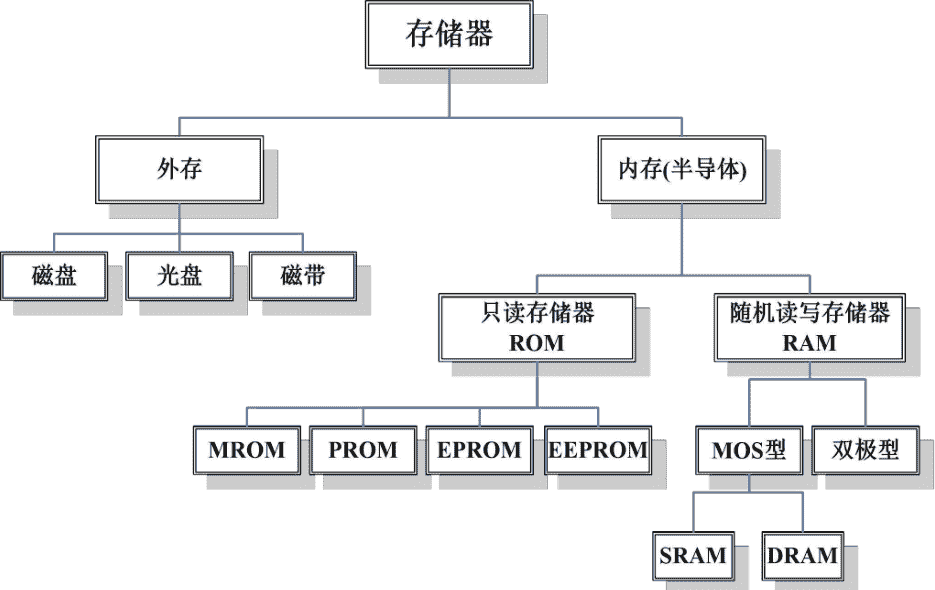 存储器
外存
内存(半导体)
磁盘
光盘
磁带
只读存储器
ROM
随机读写存储器
RAM
MROM
PROM
EPROM
EEPROM
MOS型
双极型
SRAM
DRAM